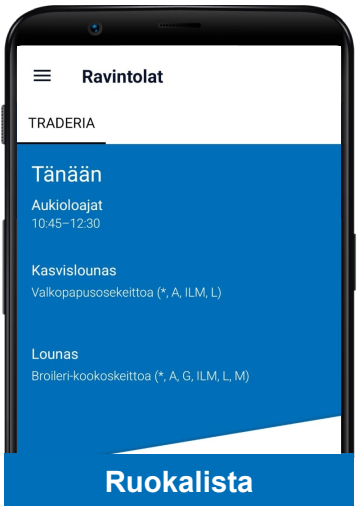 Ravintolat
TRADERIA
Tänään
Aukioloajat
10:45–12:30
Kasvislounas
Valkopapusosekeittoa (*, A, ILM, L)
Lounas
Broileri-kookoskeittoa (*, A, G, ILM, L, M)
Ruokalista